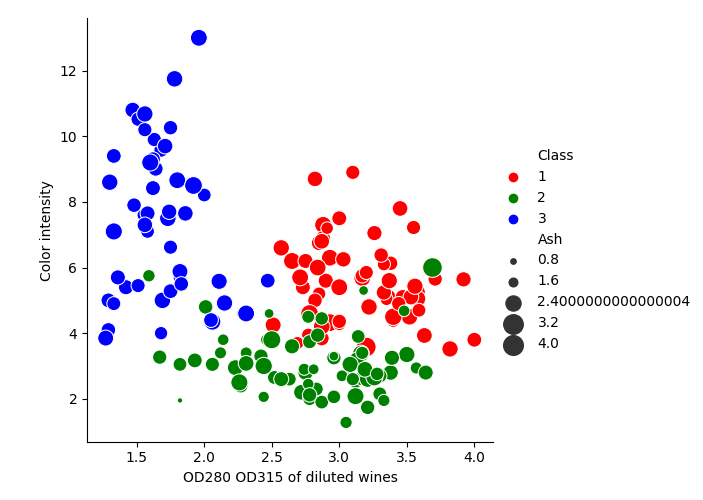 12
10
8
6
4
2
Color intensity
1.5 2.0 2.5 3.0 3.5 4.0
OD280 OD315 of diluted wines
Class
1
2
3
Ash
0.8
1.6
2.4000000000000004
3.2
4.0